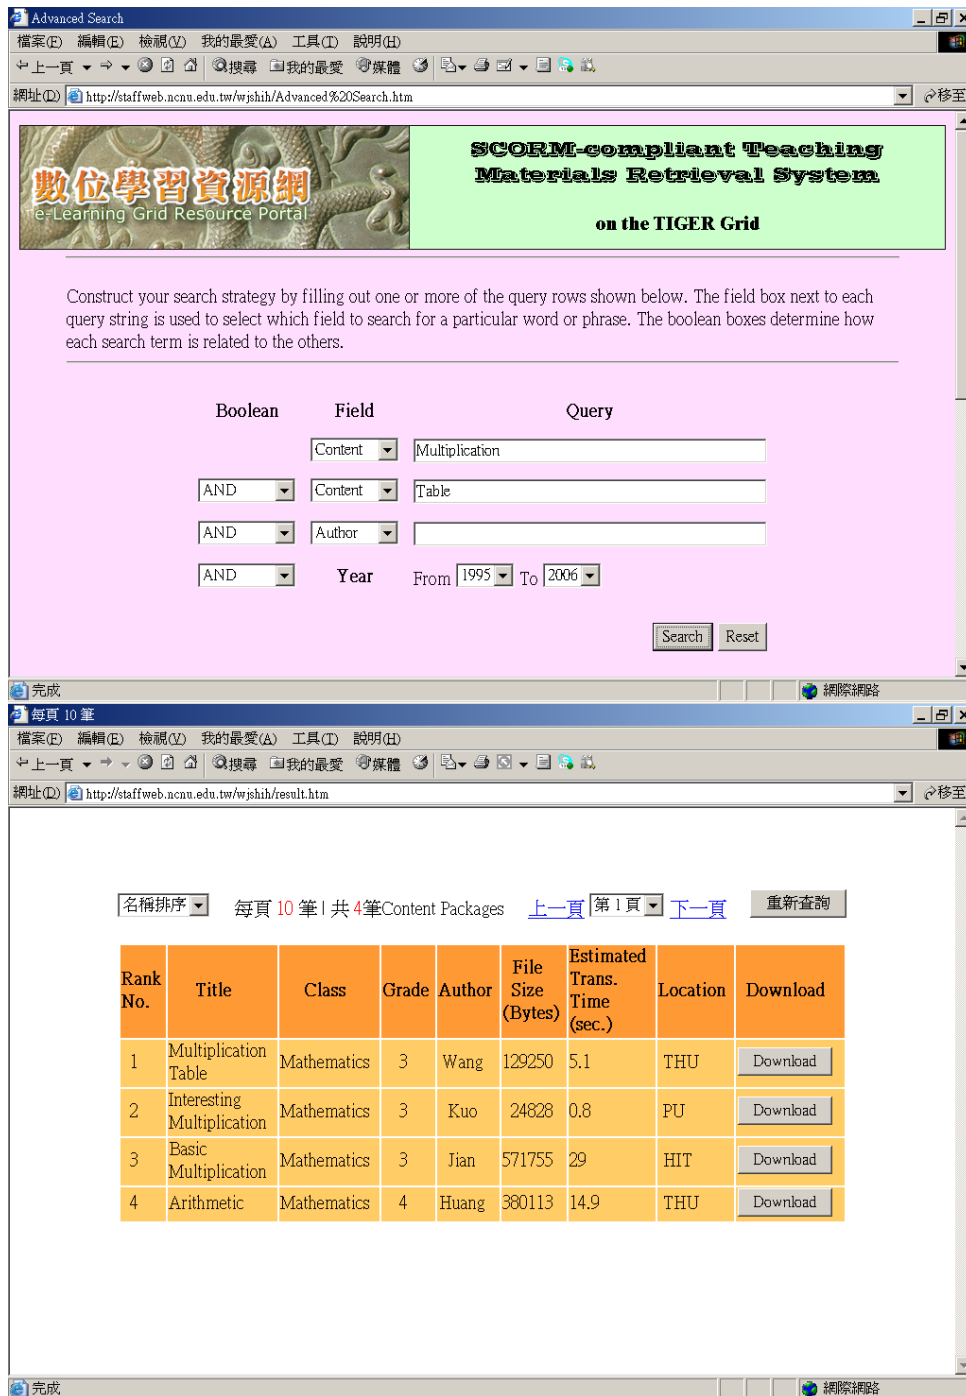 Advanced Search
檔案(F) 編輯(E) 檢視(V) 我的最愛(A) 工具(T) 說明(H)
上一頁 搜尋 我的最愛 媒體
網址(D) http://staffweb.ncnu.edu.tw/wjshih/Advanced%20Search.htm 移至
數位學習資源網
e-Learning Grid Resource Portal
SCORM-compliant Teaching
Materials Retrieval System
on the TIGER Grid
Construct your search strategy by filling out one or more of the query rows shown below. The field box next to each
query string is used to select which field to search for a particular word or phrase. The boolean boxes determine how
each search term is related to the others.
Boolean Field Query
Content Multiplication
AND Content Table
AND Author
AND Year From 1995 To 2006
Search Reset
完成 網際網路
每頁 10 筆
檔案(F) 編輯(E) 檢視(V) 我的最愛(A) 工具(T) 說明(H)
上一頁 搜尋 我的最愛 媒體
網址(D) http://staffweb.ncnu.edu.tw/wjshih/result.htm 移至
名稱排序 每頁 10 筆 | 共 4筆Content Packages 上一頁 第 1 頁 下一頁 重新查詢
Rank No. Title Class Grade Author File Size (Bytes) Estimated Trans. Time (sec.) Location Download
1 Multiplication Table Mathematics 3 Wang 129250 5.1 THU Download
2 Interesting Multiplication Mathematics 3 Kuo 24828 0.8 PU Download
3 Basic Multiplication Mathematics 3 Jian 571755 29 HIT Download
4 Arithmetic Mathematics 4 Huang 380113 14.9 THU Download
完成 網際網路